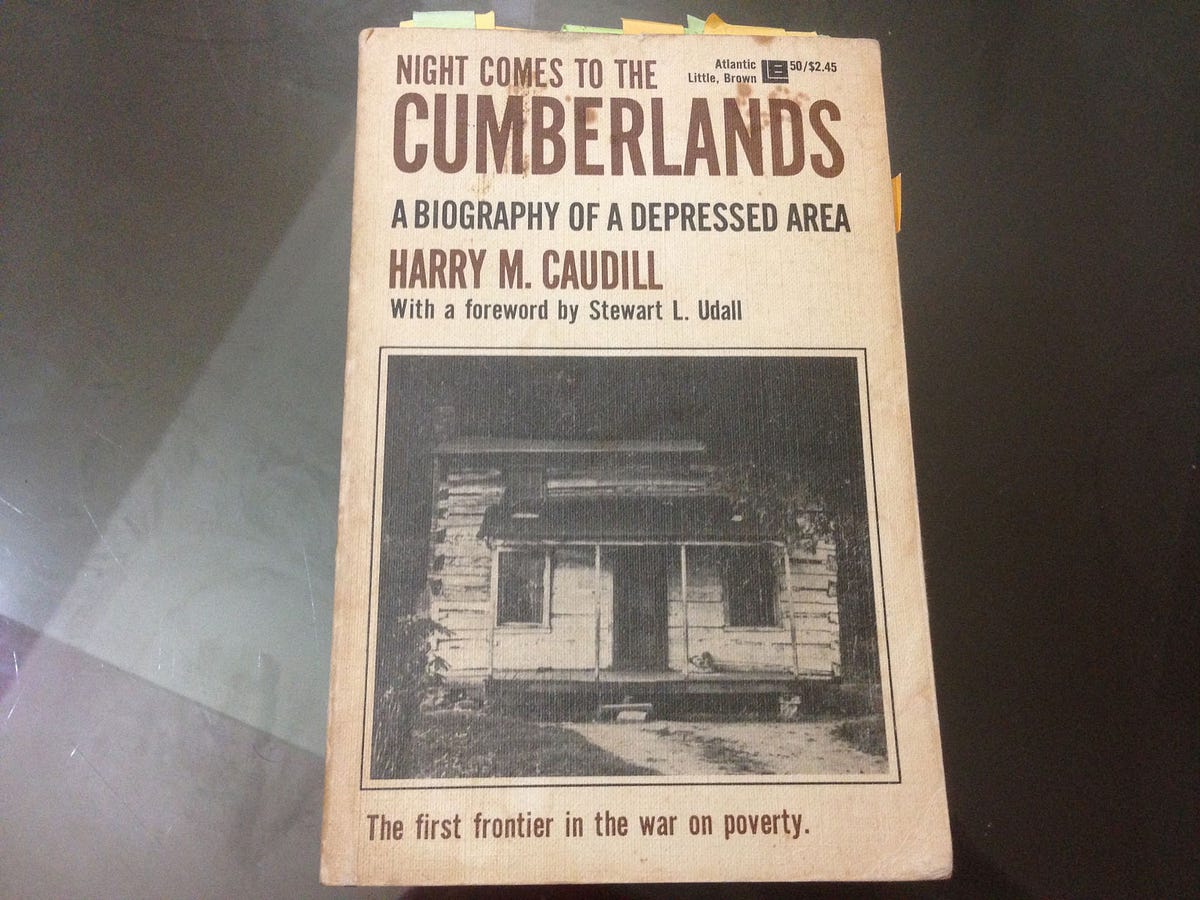 NIGHT COMES TO THE
Atlantic
Little, Brown
LB
50/$2.45
CUMBERLANDS
A BIOGRAPHY OF A DEPRESSED AREA
HARRY M. CAUDILL
With a foreword by Stewart L. Udall
The first frontier in the war on poverty.